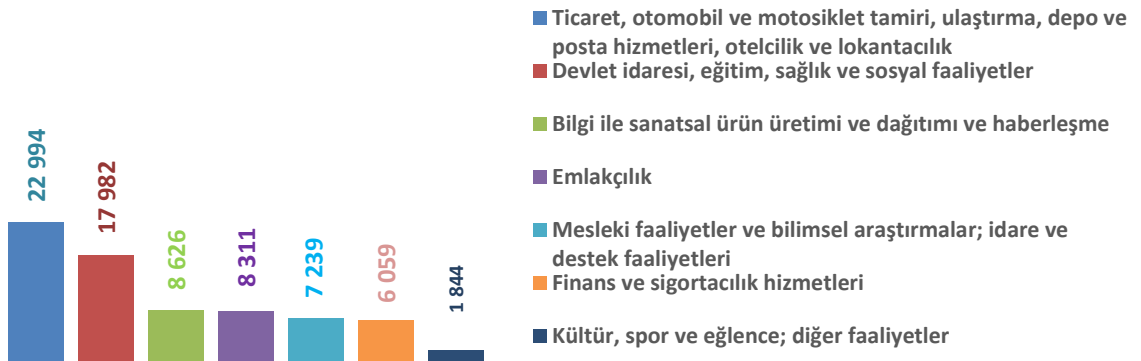 22 994
17 982
8 626
8 311
7 239
6 059
1 844
Ticaret, otomobil ve motosiklet tamiri, ulaştırma, depo ve
posta hizmetleri, otelcilik ve lokantacılık
Devlet idaresi, eğitim, sağlık ve sosyal faaliyetler
Bilgi ile sanatsal ürün üretimi ve dağıtımı ve haberleşme
Emlakçılık
Mesleki faaliyetler ve bilimsel araştırmalar; idare ve
destek faaliyetleri
Finans ve sigortacılık hizmetleri
Kültür, spor ve eğlence; diğer faaliyetler